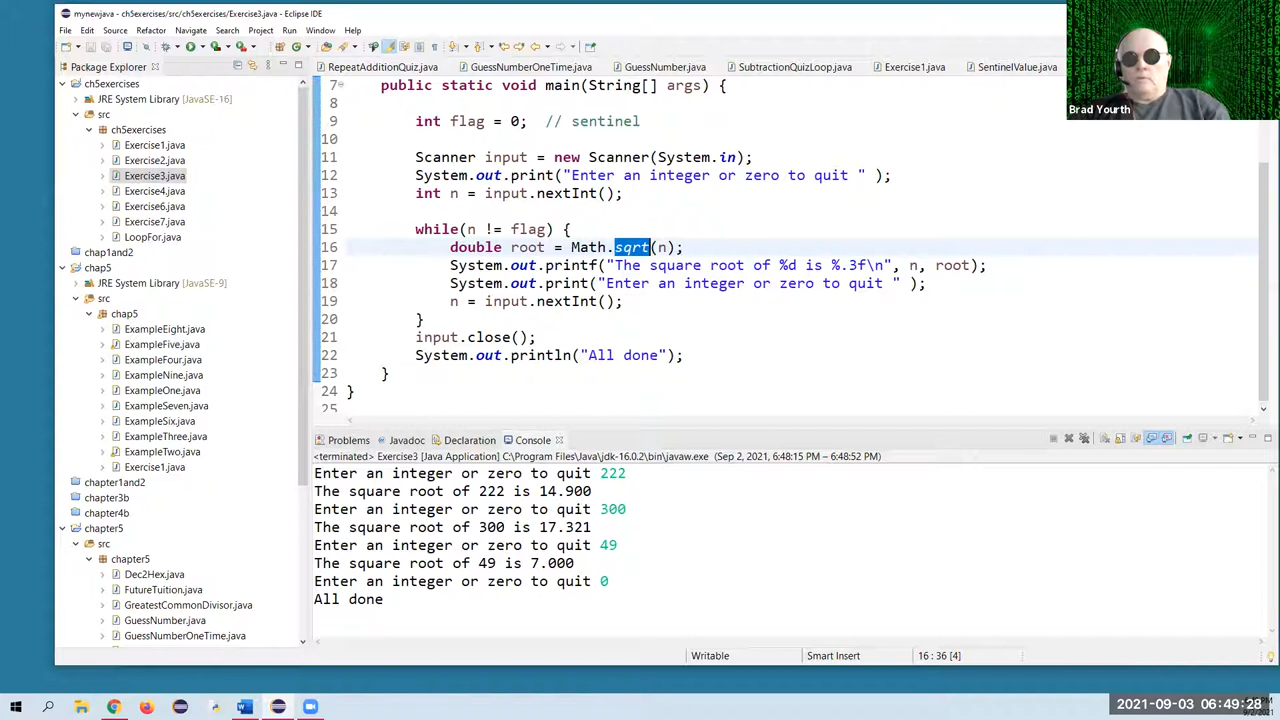 mynewjava - ch5exercises/src/ch5exercises/Exercise3.java - Eclipse IDE
File Edit Source Refactor Navigate Search Project Run Window Help
Package Explorer
RepeatAdditionQuiz.java GuessNumberOneTime.java GuessNumber.java SubtractionQuizLoop.java Exercise1.java SentinelValue.java
Brad Yourth
ch5exercises
JRE System Library [JavaSE-16]
src
ch5exercises
Exercise1.java
Exercise2.java
Exercise3.java
Exercise4.java
Exercise6.java
Exercise7.java
LoopFor.java
chap1and2
chap5
JRE System Library [JavaSE-9]
src
chap5
ExampleEight.java
ExampleFive.java
ExampleFour.java
ExampleNine.java
ExampleOne.java
ExampleSeven.java
ExampleSix.java
ExampleThree.java
ExampleTwo.java
Exercise1.java
chapter1and2
chapter3b
chapter4b
chapter5
src
chapter5
Dec2Hex.java
FutureTuition.java
GreatestCommonDivisor.java
GuessNumber.java
GuessNumberOneTime.java
7 public static void main(String[] args) {
8
9 int flag = 0; // sentinel
10
11 Scanner input = new Scanner(System.in);
12 System.out.print("Enter an integer or zero to quit " );
13 int n = input.nextInt();
14
15 while(n != flag) {
16 double root = Math.sqrt(n);
17 System.out.printf("The square root of %d is %.3f\n", n, root);
18 System.out.print("Enter an integer or zero to quit " );
19 n = input.nextInt();
20 }
21 input.close();
22 System.out.println("All done");
23 }
24 }
25
Problems Javadoc Declaration Console
<terminated> Exercise3 [Java Application] C:\Program Files\Java\jdk-16.0.2\bin\javaw.exe (Sep 2, 2021, 6:48:15 PM – 6:48:52 PM)
Enter an integer or zero to quit 222
The square root of 222 is 14.900
Enter an integer or zero to quit 300
The square root of 300 is 17.321
Enter an integer or zero to quit 49
The square root of 49 is 7.000
Enter an integer or zero to quit 0
All done
Writable Smart Insert 16 : 36 [4]
2021-09-03 06:49:28